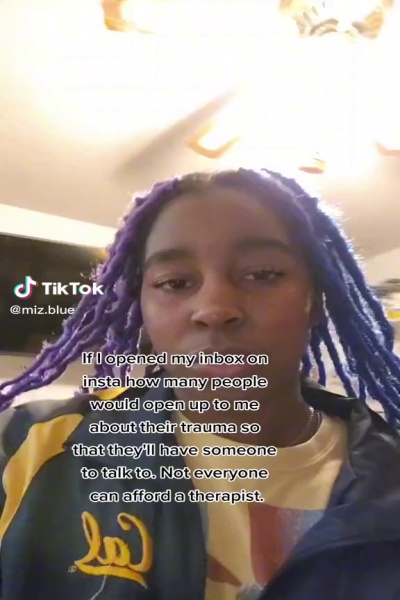 TikTok
@miz.blue
If I opened my inbox on
insta how many people
would open up to me
about their trauma so
that they'll have someone
to talk to. Not everyone
can afford a therapist.
Cal